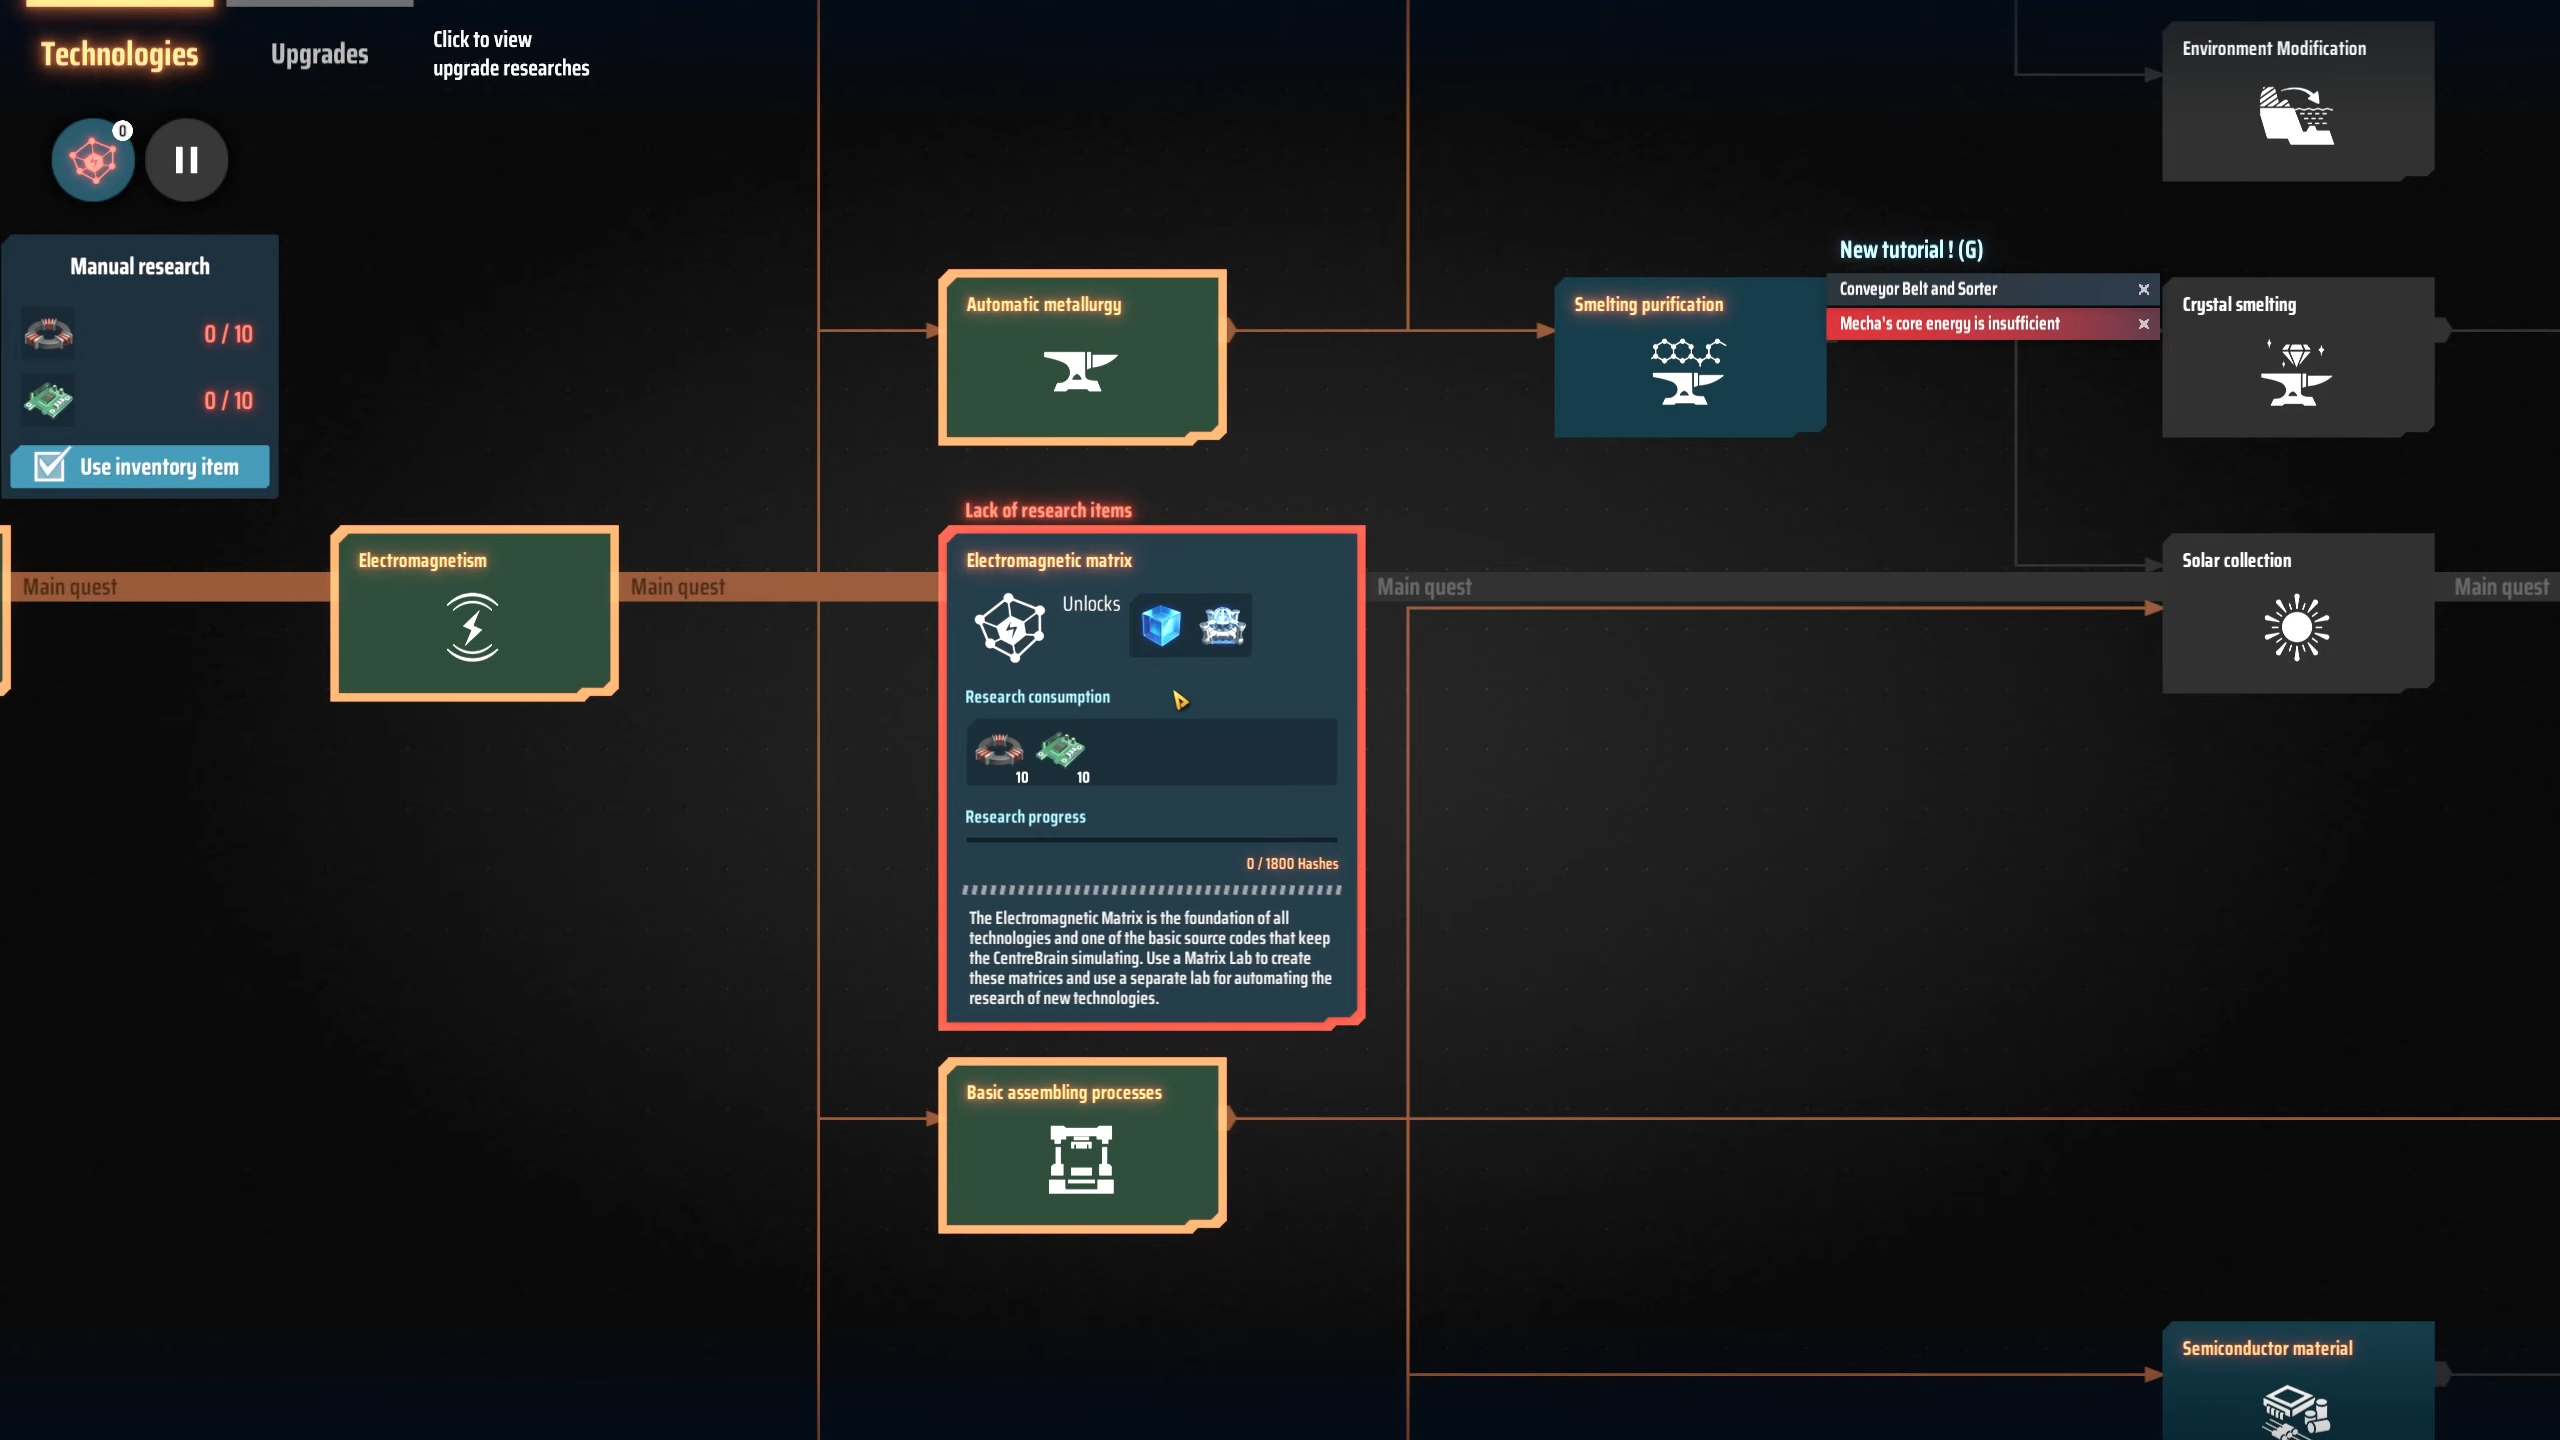 Technologies
Upgrades
Click to view
upgrade researches
0
Manual research
0 / 10
0 / 10
Use inventory item
Environment Modification
Automatic metallurgy
Smelting purification
New tutorial ! (G)
Conveyor Belt and Sorter
Mecha's core energy is insufficient
Crystal smelting
Main quest
Electromagnetism
Main quest
Lack of research items
Electromagnetic matrix
Unlocks
Research consumption
10
10
Research progress
0 / 1800 Hashes
The Electromagnetic Matrix is the foundation of all
technologies and one of the basic source codes that keep
the CentreBrain simulating. Use a Matrix Lab to create
these matrices and use a separate lab for automating the
research of new technologies.
Main quest
Solar collection
Main quest
Basic assembling processes
Semiconductor material